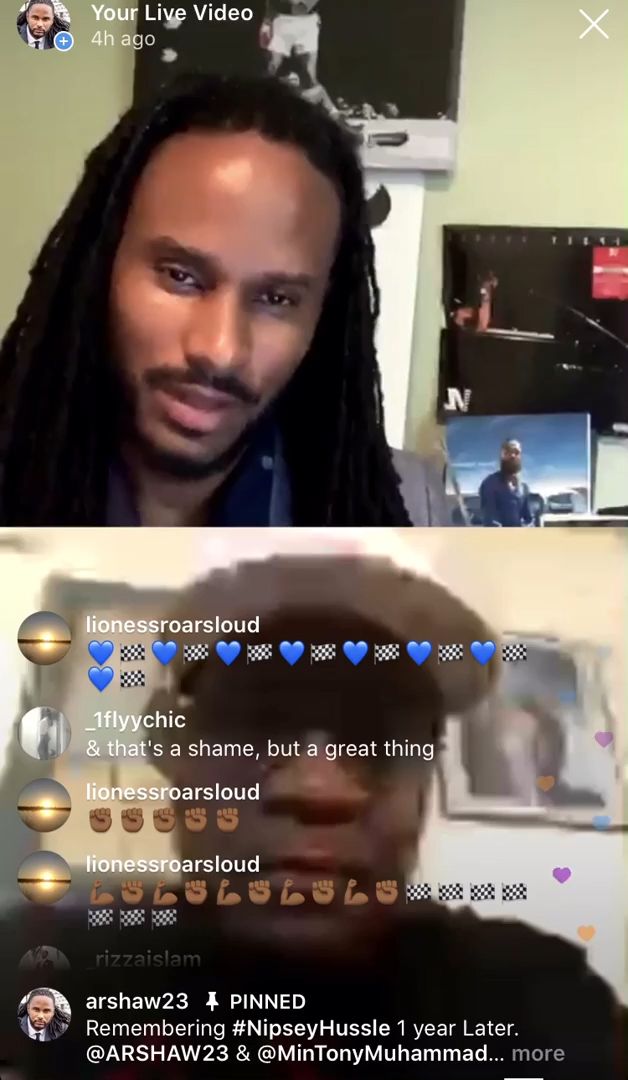 Your Live Video
4h ago
lionessroarsloud
💙 🏁 💙 🏁 💙 🏁 💙 🏁 💙 🏁 💙 🏁 💙 🏁
💙 🏁
_1flyychic
& that's a shame, but a great thing
lionessroarsloud
✊🏾✊🏾✊🏾✊🏾✊🏾
lionessroarsloud
💪🏾✊🏾💪🏾✊🏾💪🏾✊🏾💪🏾✊🏾💪🏾✊🏾🏁🏁🏁🏁
🏁🏁🏁
_rizzaislam
arshaw23 📌 PINNED
Remembering #NipseyHussle 1 year Later.
@ARSHAW23 & @MinTonyMuhammad... more